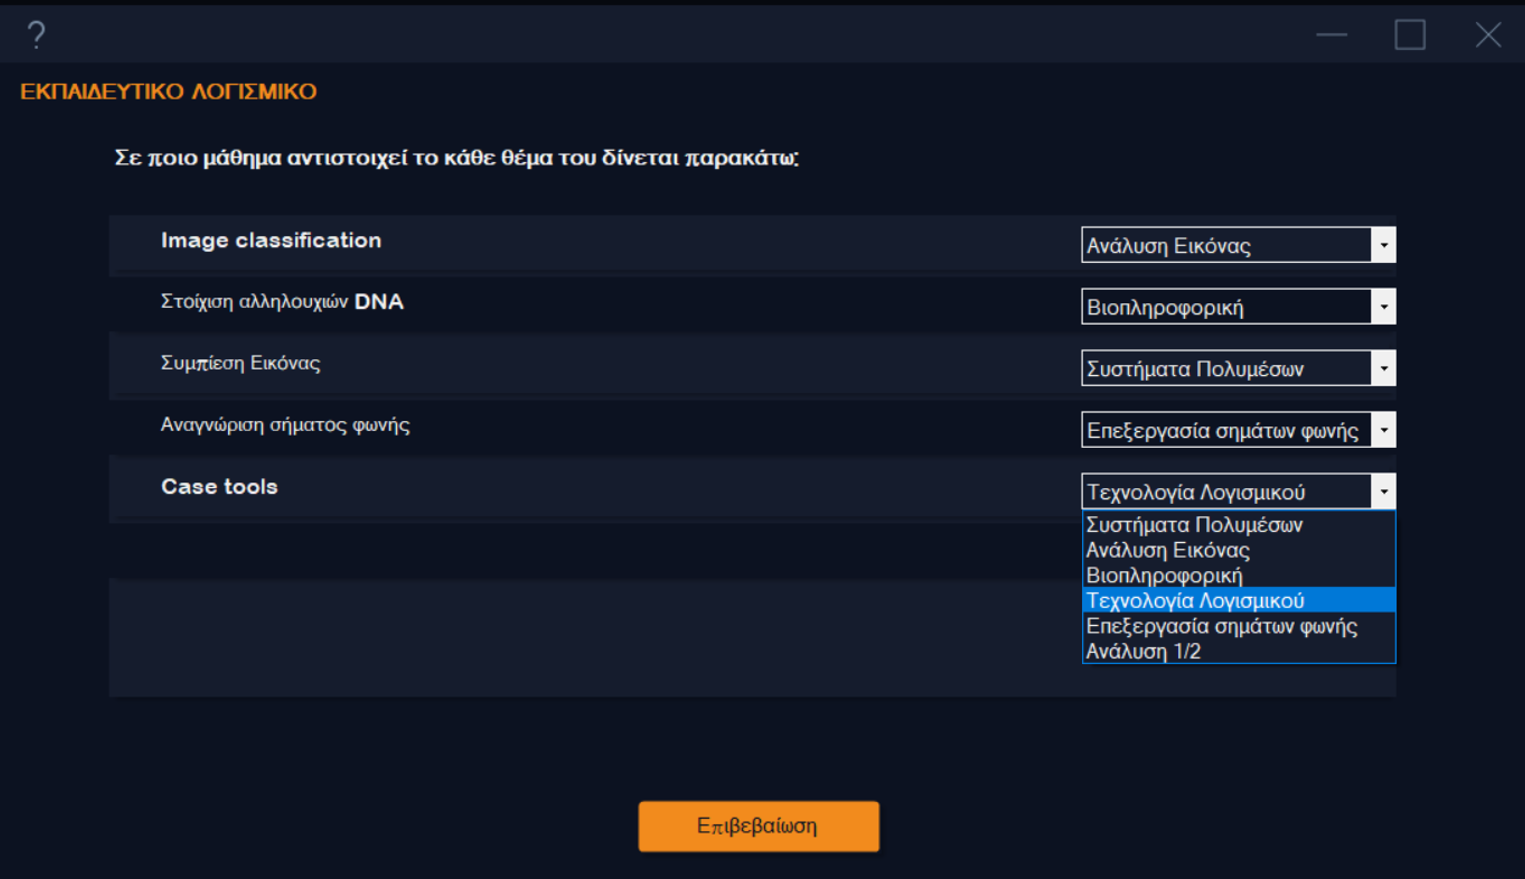 ?
ΕΚΠΑΙΔΕΥΤΙΚΟ ΛΟΓΙΣΜΙΚΟ
Σε ποιο μάθημα αντιστοιχεί το κάθε θέμα του δίνεται παρακάτω;
Image classification
Ανάλυση Εικόνας
Στοίχιση αλληλουχιών DNA
Βιοπληροφορική
Συμπίεση Εικόνας
Συστήματα Πολυμέσων
Αναγνώριση σήματος φωνής
Επεξεργασία σημάτων φωνής
Case tools
Τεχνολογία Λογισμικού
Συστήματα Πολυμέσων
Ανάλυση Εικόνας
Βιοπληροφορική
Τεχνολογία Λογισμικού
Επεξεργασία σημάτων φωνής
Ανάλυση 1/2
Επιβεβαίωση